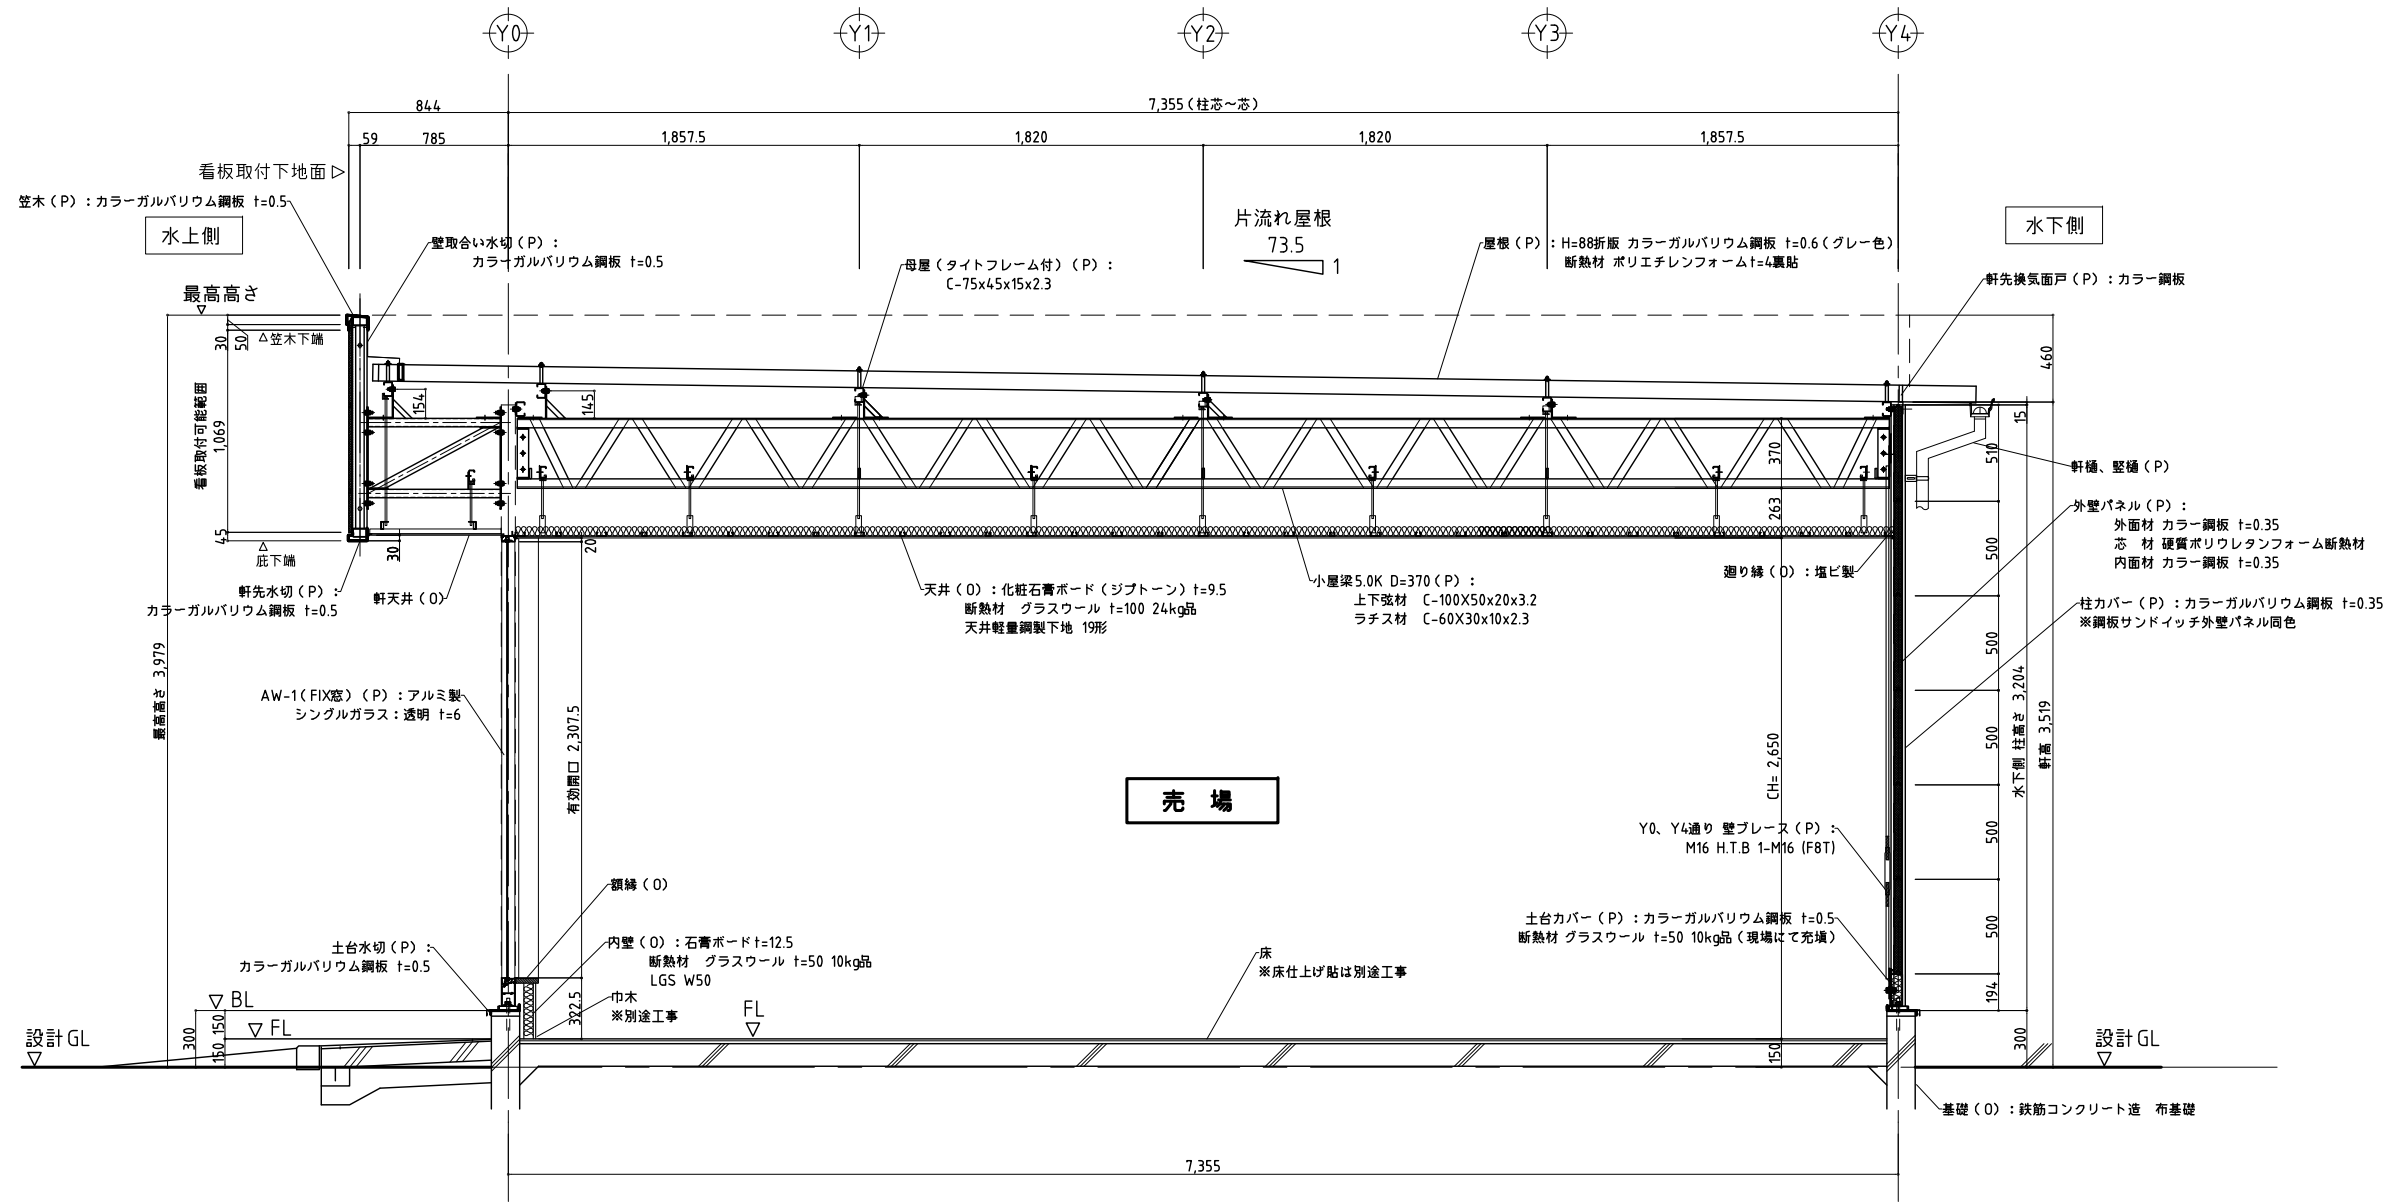 Y0
Y1
Y2
Y3
Y4
844
7,355(柱芯～芯)
59
785
1,857.5
1,820
1,820
1,857.5
看板取付下地面
笠木(P)：カラーガルバリウム鋼板 t=0.5
水上側
壁取合い水切(P)：
カラーガルバリウム鋼板 t=0.5
母屋(タイトフレーム付)(P)：
C-75x45x15x2.3
片流れ屋根
73.5
1
屋根(P)：H=88折版 カラーガルバリウム鋼板 t=0.6(グレー色)
断熱材 ポリエチレンフォームt=4裏貼
水下側
軒先換気面戸(P)：カラー鋼板
最高高さ
30
50
笠木下端
看板取付可能範囲
1,069
45
庇下端
30
154
145
370
263
20
460
15
510
軒樋、竪樋(P)
外壁パネル(P)：
外面材 カラー鋼板 t=0.35
芯　材 硬質ポリウレタンフォーム断熱材
内面材 カラー鋼板 t=0.35
柱カバー(P)：カラーガルバリウム鋼板 t=0.35
※鋼板サンドイッチ外壁パネル同色
軒先水切(P)：
カラーガルバリウム鋼板 t=0.5
軒天井(O)
天井(O)：化粧石膏ボード(ジプトーン)t=9.5
断熱材　グラスウール t=100 24kg品
天井軽量鋼製下地 19形
小屋梁5.0K D=370(P)：
上下弦材　C-100X50x20x3.2
ラチス材　C-60X30x10x2.3
廻り縁(O)：塩ビ製
最高高さ 3,979
AW-1(FIX窓)(P)：アルミ製
シングルガラス：透明 t=6
有効開口 2,307.5
売　場
CH= 2,650
500
500
500
500
500
194
水下側 柱高さ 3,204
軒高 3,519
Y0、Y4通り 壁ブレース(P)：
M16 H.T.B 1-M16 (F8T)
額縁(O)
土台カバー(P)：カラーガルバリウム鋼板 t=0.5
断熱材 グラスウール t=50 10kg品(現場にて充填)
土台水切(P)：
カラーガルバリウム鋼板 t=0.5
内壁(O)：石膏ボードt=12.5
断熱材　グラスウール t=50 10kg品
LGS W50
巾木
※別途工事
322.5
床
※床仕上げ貼は別途工事
BL
FL
FL
設計GL
300
150
150
150
300
設計GL
基礎(O)：鉄筋コンクリート造　布基礎
7,355